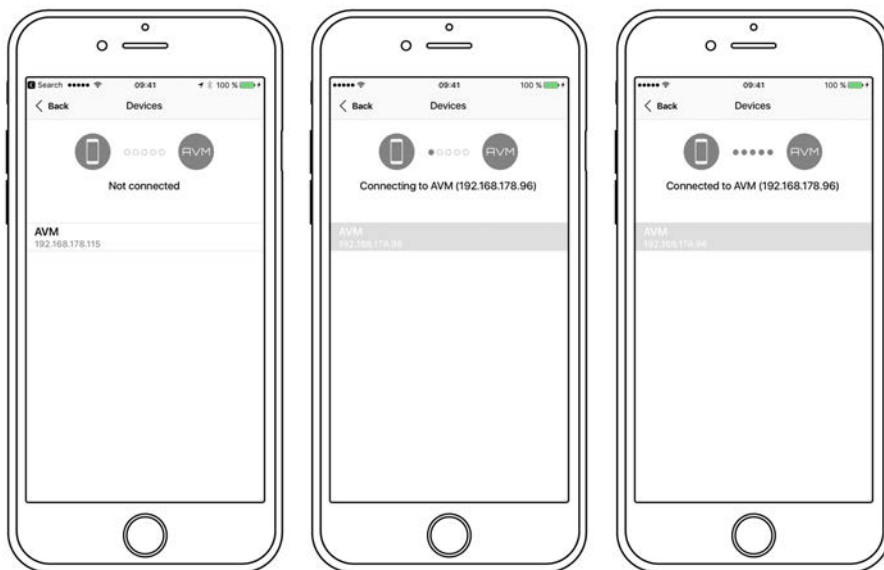 Search 09:41 100 %
Back Devices
AVM
Not connected
AVM
192.168.178.115
09:41 100 %
Back Devices
AVM
Connecting to AVM (192.168.178.96)
AVM
192.168.178.96
09:41 100 %
Back Devices
AVM
Connected to AVM (192.168.178.96)
AVM
192.168.178.96